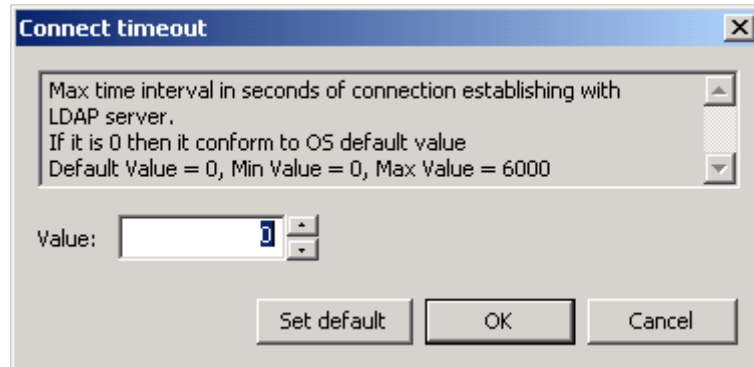 Connect timeout
Max time interval in seconds of connection establishing with
LDAP server.
If it is 0 then it conform to OS default value
Default Value = 0, Min Value = 0, Max Value = 6000
Value: 0
Set default OK Cancel